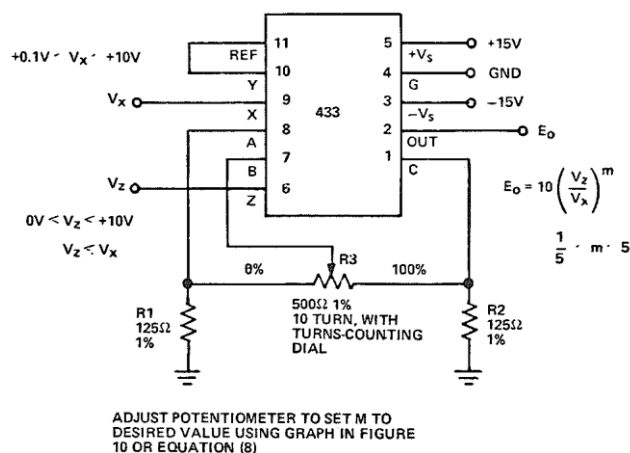 11
REF
10
Y
9
X
8
A
7
B
6
Z
433
5
+Vs
4
G
3
−Vs
2
OUT
1
C
+15V
GND
−15V
Eo
+0.1V · Vx · +10V
Vx
Vz
0V < Vz < +10V
Vz < Vx
Eo = 10 (Vz/Vx)^m
1/5 · m · 5
0%
R3
100%
500Ω 1%
10 TURN, WITH
TURNS-COUNTING
DIAL
R1
125Ω
1%
R2
125Ω
1%
ADJUST POTENTIOMETER TO SET M TO
DESIRED VALUE USING GRAPH IN FIGURE
10 OR EQUATION (8)